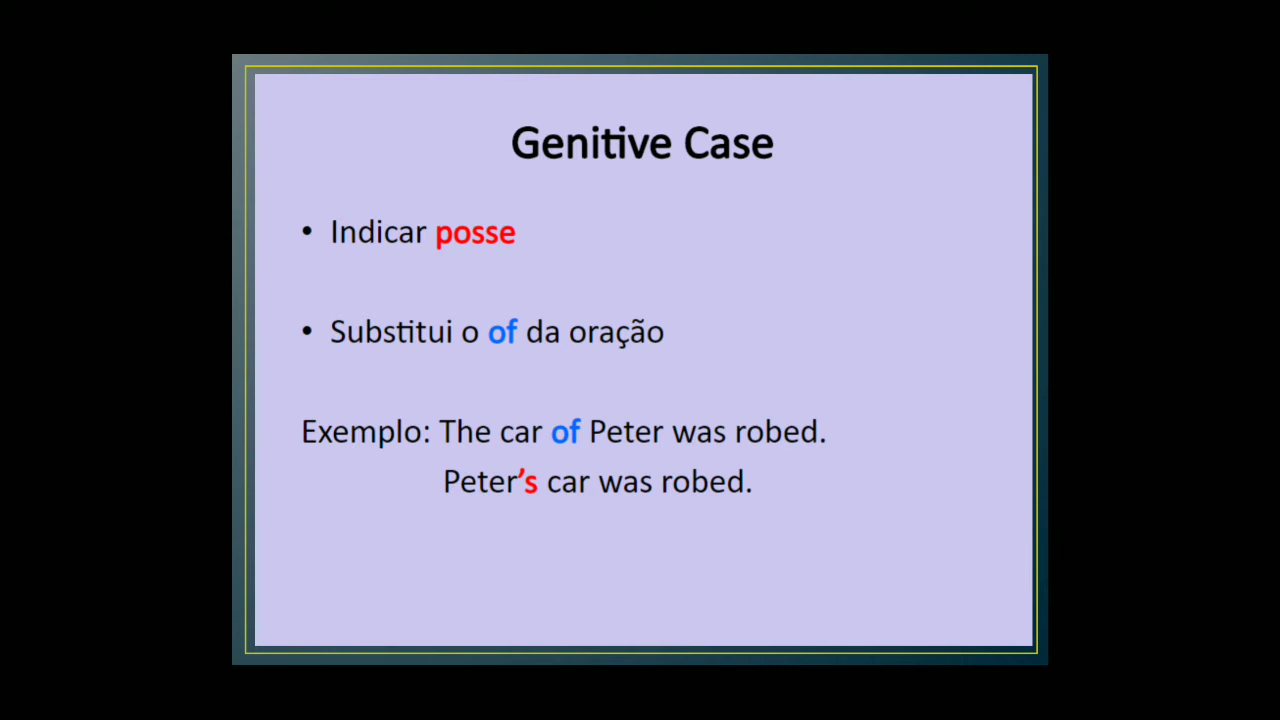 Genitive Case
• Indicar posse
• Substitui o of da oração
Exemplo: The car of Peter was robed.
Peter’s car was robed.